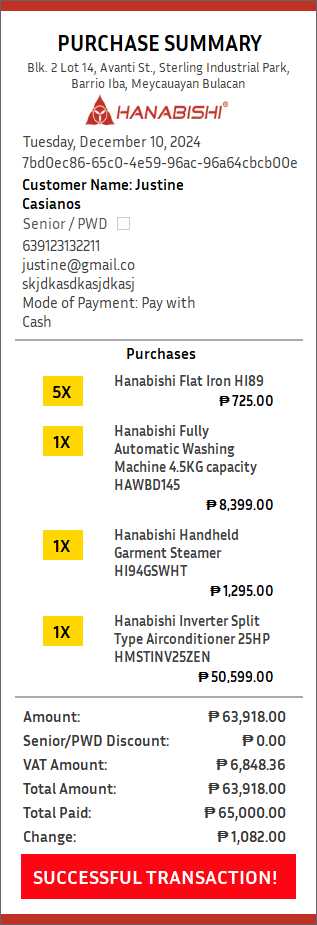 PURCHASE SUMMARY
Blk. 2 Lot 14, Avanti St., Sterling Industrial Park,
Barrio Iba, Meycauayan Bulacan
HANABISHI®
Tuesday, December 10, 2024
7bd0ec86-65c0-4e59-96ac-96a64cbcb00e
Customer Name: Justine
Casianos
Senior / PWD
639123132211
justine@gmail.co
skjdkasdkasjdkasj
Mode of Payment: Pay with
Cash
Purchases
5X
Hanabishi Flat Iron HI89
₱ 725.00
1X
Hanabishi Fully
Automatic Washing
Machine 4.5KG capacity
HAWBD145
₱ 8,399.00
1X
Hanabishi Handheld
Garment Steamer
HI94GSWHT
₱ 1,295.00
1X
Hanabishi Inverter Split
Type Airconditioner 25HP
HMSTINV25ZEN
₱ 50,599.00
Amount: ₱ 63,918.00
Senior/PWD Discount: ₱ 0.00
VAT Amount: ₱ 6,848.36
Total Amount: ₱ 63,918.00
Total Paid: ₱ 65,000.00
Change: ₱ 1,082.00
SUCCESSFUL TRANSACTION!